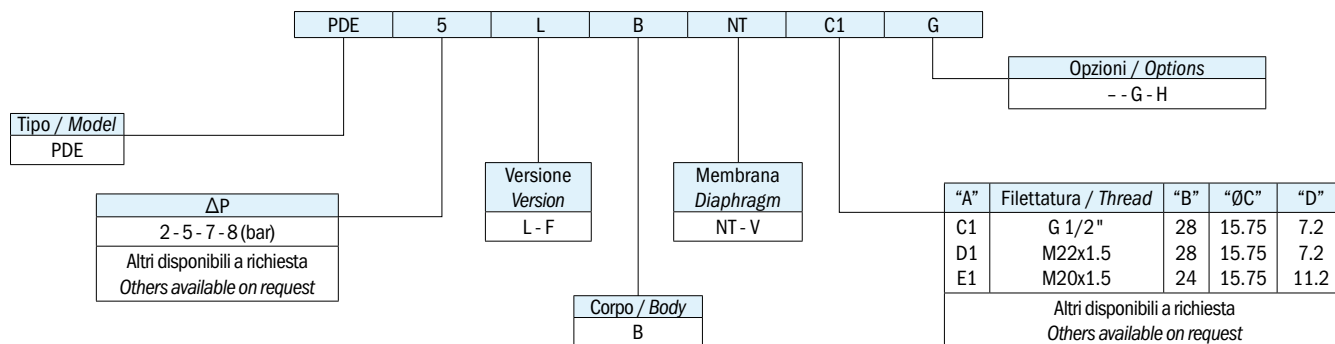 PDE 5 L B NT C1 G
Opzioni / Options
– - G - H
Tipo / Model
PDE
ΔP
2 - 5 - 7 - 8 (bar)
Altri disponibili a richiesta
Others available on request
Versione
Version
L - F
Corpo / Body
B
Membrana
Diaphragm
NT - V
“A” Filettatura / Thread “B” “ØC” “D”
C1 G 1/2" 28 15.75 7.2
D1 M22x1.5 28 15.75 7.2
E1 M20x1.5 24 15.75 11.2
Altri disponibili a richiesta
Others available on request